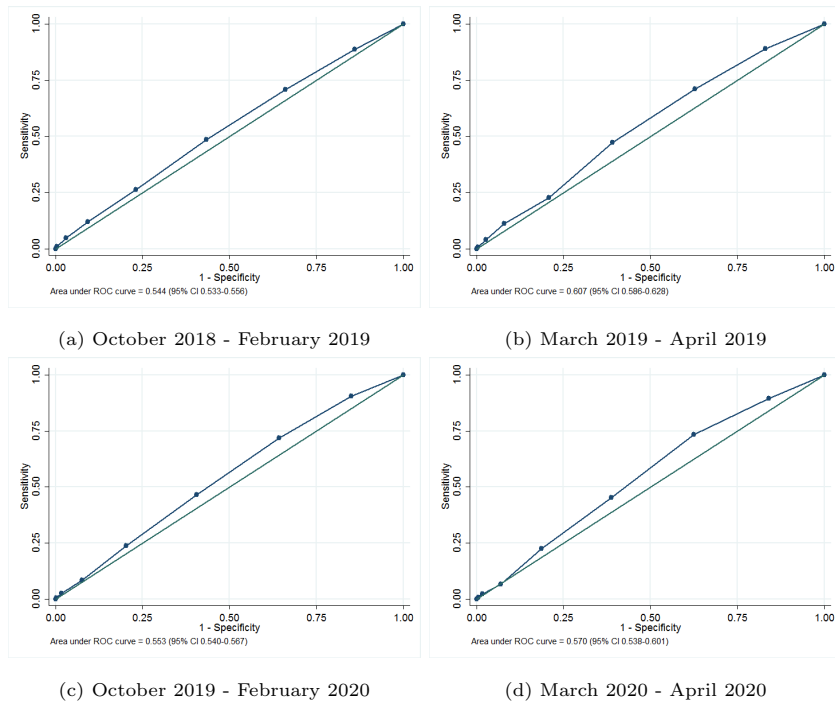 1.00
0.75
0.50
0.25
0.00
Sensitivity
0.00 0.25 0.50 0.75 1.00
1 - Specificity
Area under ROC curve = 0.544 (95% CI 0.533-0.556)
(a) October 2018 - February 2019
1.00
0.75
0.50
0.25
0.00
Sensitivity
0.00 0.25 0.50 0.75 1.00
1 - Specificity
Area under ROC curve = 0.607 (95% CI 0.586-0.628)
(b) March 2019 - April 2019
1.00
0.75
0.50
0.25
0.00
Sensitivity
0.00 0.25 0.50 0.75 1.00
1 - Specificity
Area under ROC curve = 0.553 (95% CI 0.540-0.567)
(c) October 2019 - February 2020
1.00
0.75
0.50
0.25
0.00
Sensitivity
0.00 0.25 0.50 0.75 1.00
1 - Specificity
Area under ROC curve = 0.570 (95% CI 0.538-0.601)
(d) March 2020 - April 2020